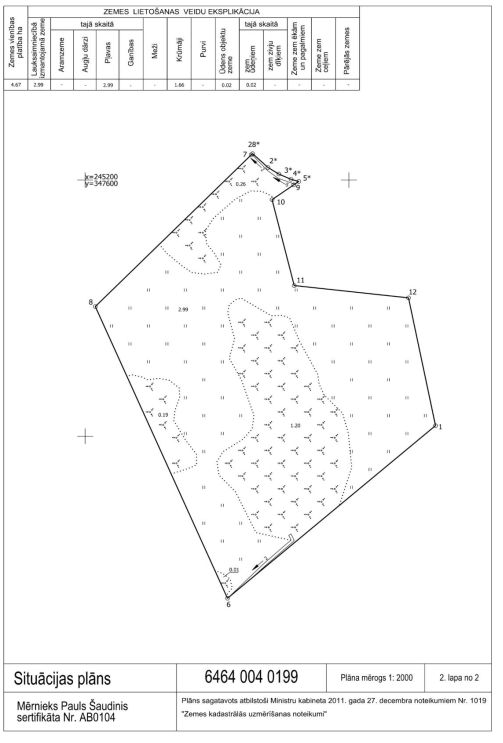 ZEMES LIETOŠANAS VEIDU EKSPLIKĀCIJA
Zemes vienības platība ha
Lauksaimniecībā izmantojamā zeme
tajā skaitā
Aramzeme
Augļu dārzi
Pļavas
Ganības
Meži
Krūmāji
Purvi
Ūdens objektu zeme
tajā skaitā
zem ūdeņiem
zem zivju dīķiem
Zeme zem ēkām un pagalmiem
Zeme zem ceļiem
Pārējās zemes
4.67 2.99 - - 2.99 - - 1.66 - 0.02 0.02 - - - -
28*
7
2*
3*
4*
5*
9
10
x=245200
y=347600
0.26
11
12
8
2.99
0.19
1.20
1
0.01
6
Situācijas plāns
6464 004 0199
Plāna mērogs 1: 2000
2. lapa no 2
Mērnieks Pauls Šaudinis
sertifikāta Nr. AB0104
Plāns sagatavots atbilstoši Ministru kabineta 2011. gada 27. decembra noteikumiem Nr. 1019
"Zemes kadastrālās uzmērīšanas noteikumi"